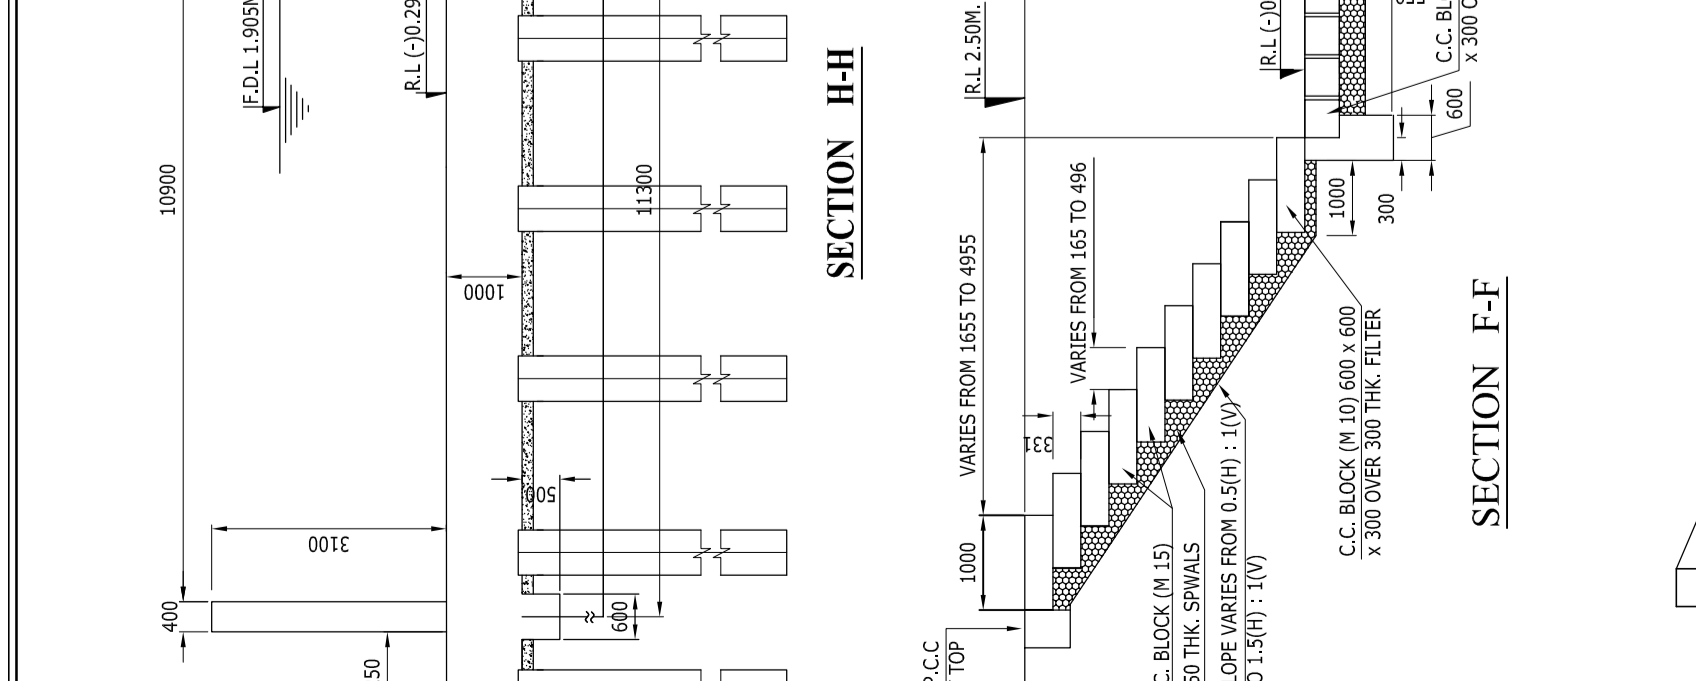 F.D.L 1.905M
R.L (-)0.29
10900
11300
1000
500
3100
400
600
50
SECTION H-H
R.L 2.50M.
R.L (-)0
C.C. BL
x 300 O
600
VARIES FROM 1655 TO 4955
VARIES FROM 165 TO 496
1000
300
331
1000
C.C. BLOCK (M 10) 600 x 600
x 300 OVER 300 THK. FILTER
P.C.C
TOP
C. BLOCK (M 15)
50 THK. SPWALS
LOPE VARIES FROM 0.5(H) : 1(V)
O 1.5(H) : 1(V)
SECTION F-F